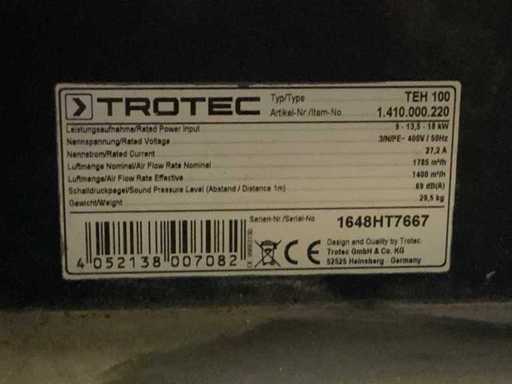 TROTEC
Typ/Type TEH 100
Artikel-Nr./Item-No. 1.410.000.220
Leistungsaufnahme/Rated Power Input 9 - 13,5 - 18 kW
Nennspannung/Rated Voltage 3/N/PE~ 400V / 50Hz
Nennstrom/Rated Current 27,2 A
Luftmenge Nominal/Air Flow Rate Nominal 1785 m³/h
Luftmenge/Air Flow Rate Effective 1400 m³/h
Schalldruckpegel/Sound Pressure Level (Abstand / Distance 1m) 69 dB(A)
Gewicht/Weight 29,5 kg
Serien-Nr./Serial-No. 1648HT7667
4 052138 007082
CE
Design and Quality by Trotec
Trotec GmbH & Co. KG
52525 Heinsberg - Germany